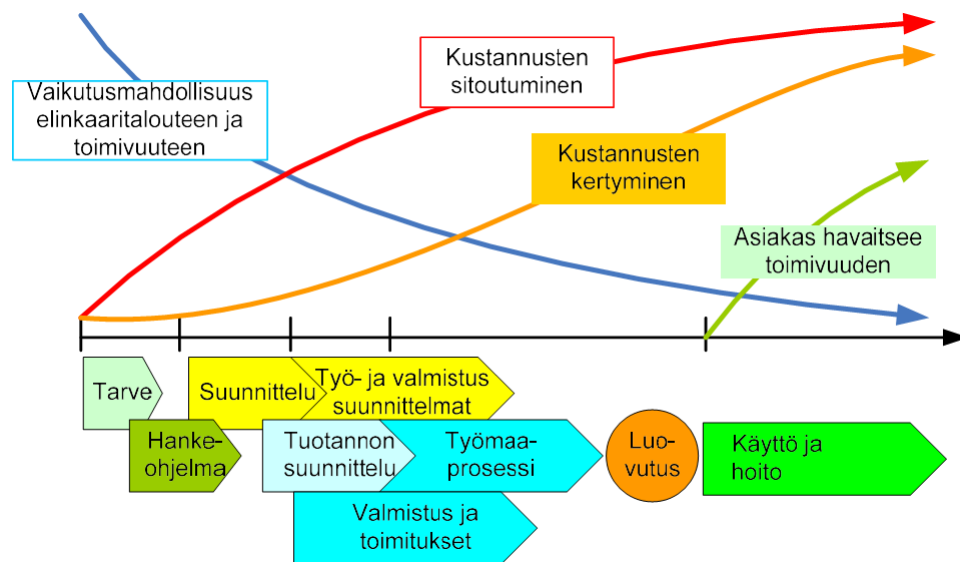 Kustannusten
sitoutuminen
Vaikutusmahdollisuus
elinkaaritalouteen ja
toimivuuteen
Kustannusten
kertyminen
Asiakas havaitsee
toimivuuden
Tarve
Suunnittelu
Työ- ja valmistus
suunnittelmat
Hanke-
ohjelma
Tuotannon
suunnittelu
Työmaa-
prosessi
Luo-
vutus
Käyttö ja
hoito
Valmistus ja
toimitukset